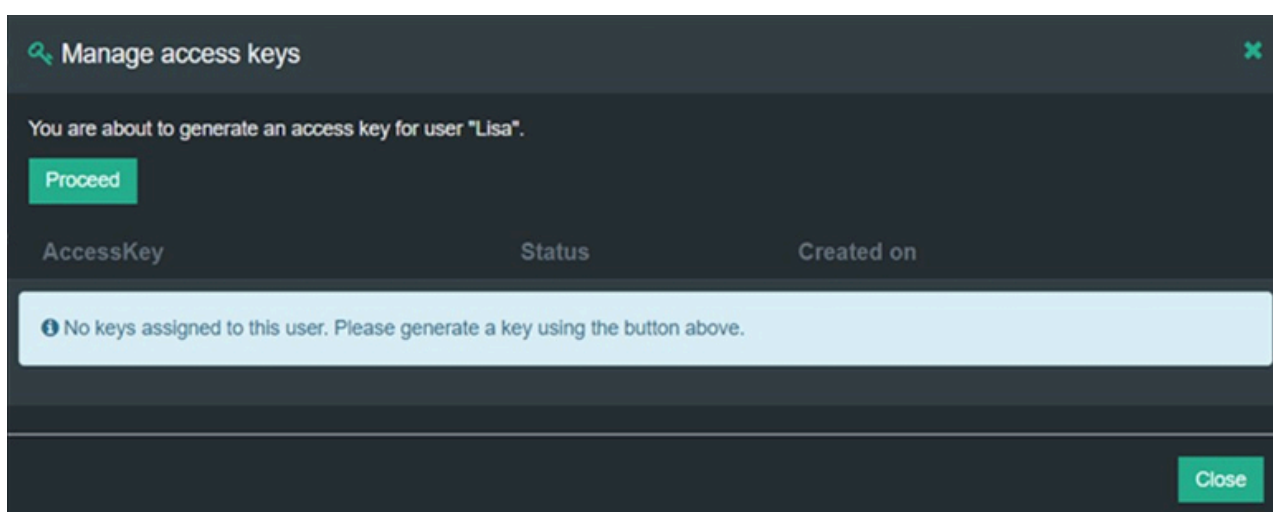 Manage access keys
You are about to generate an access key for user "Lisa".
Proceed
AccessKey Status Created on
No keys assigned to this user. Please generate a key using the button above.
Close